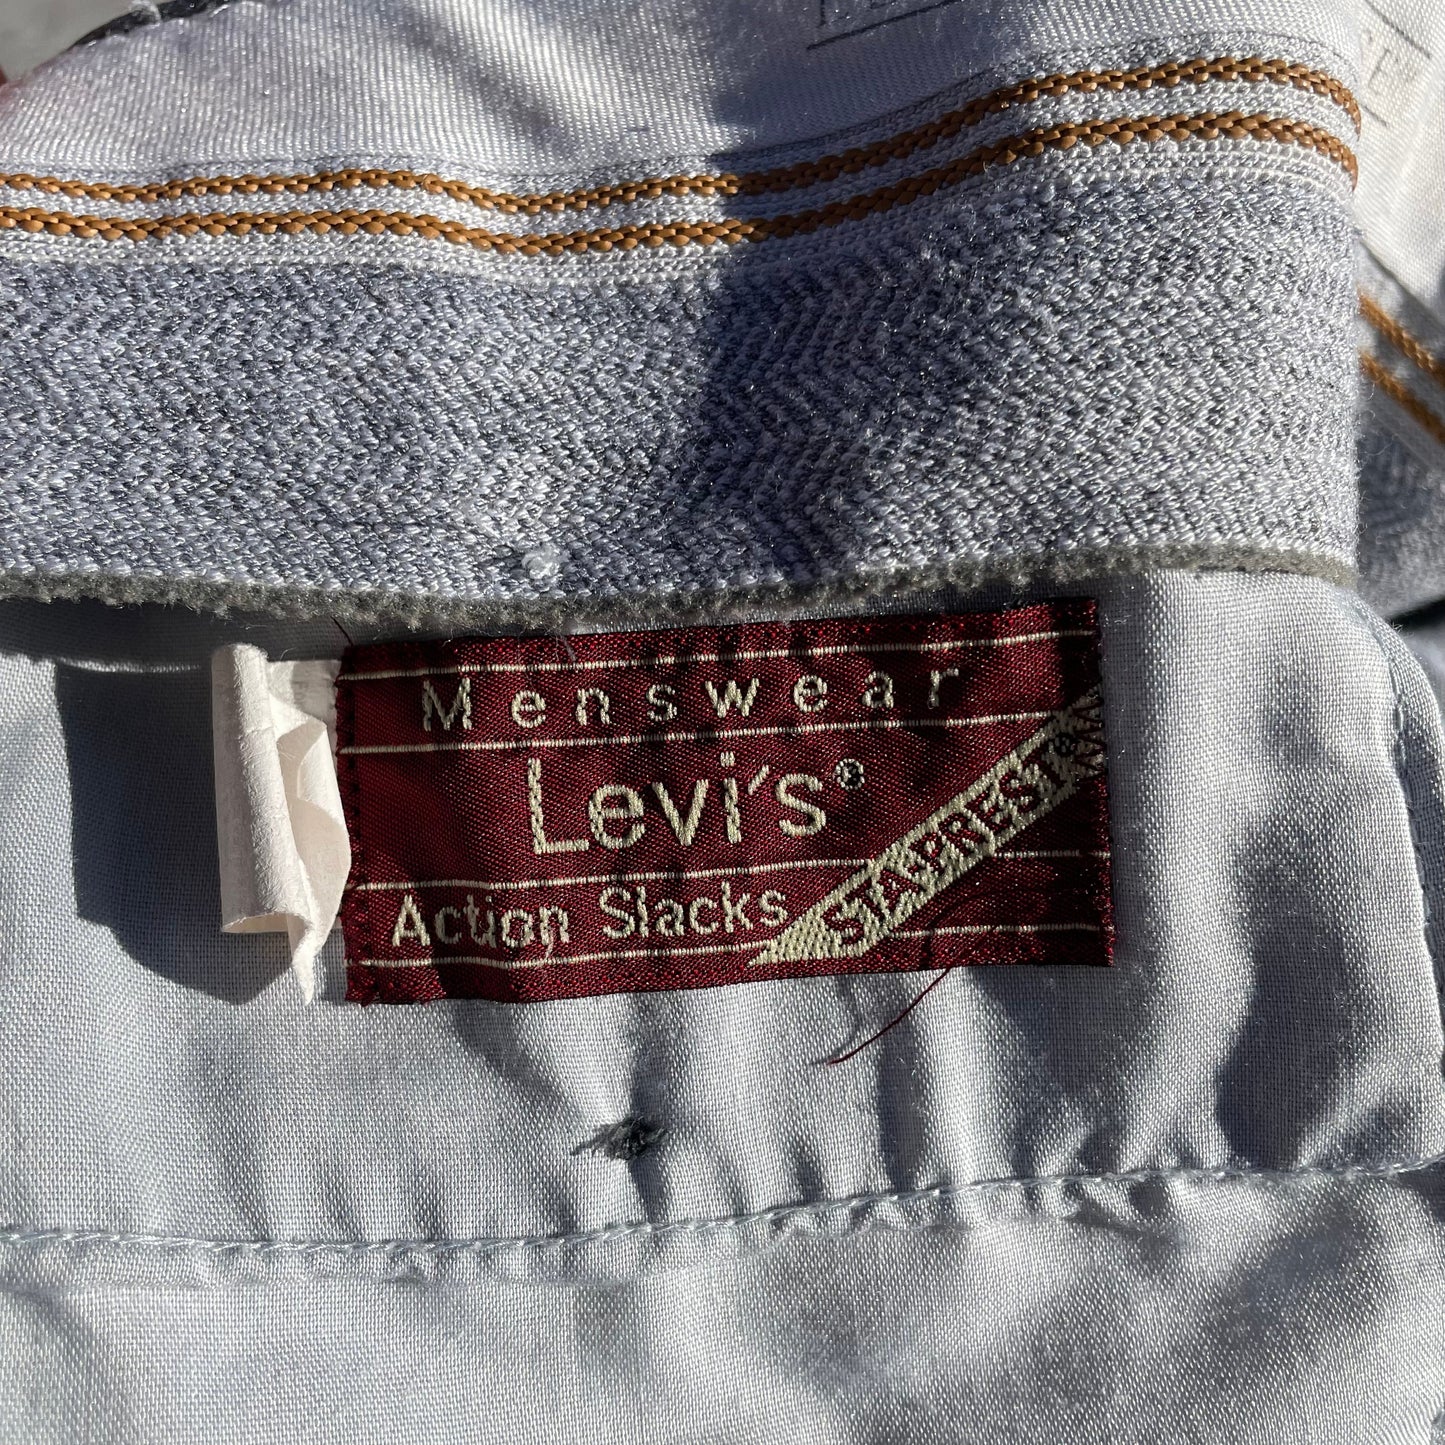 Menswear
Levi's®
Action Slacks
STA-PREST®